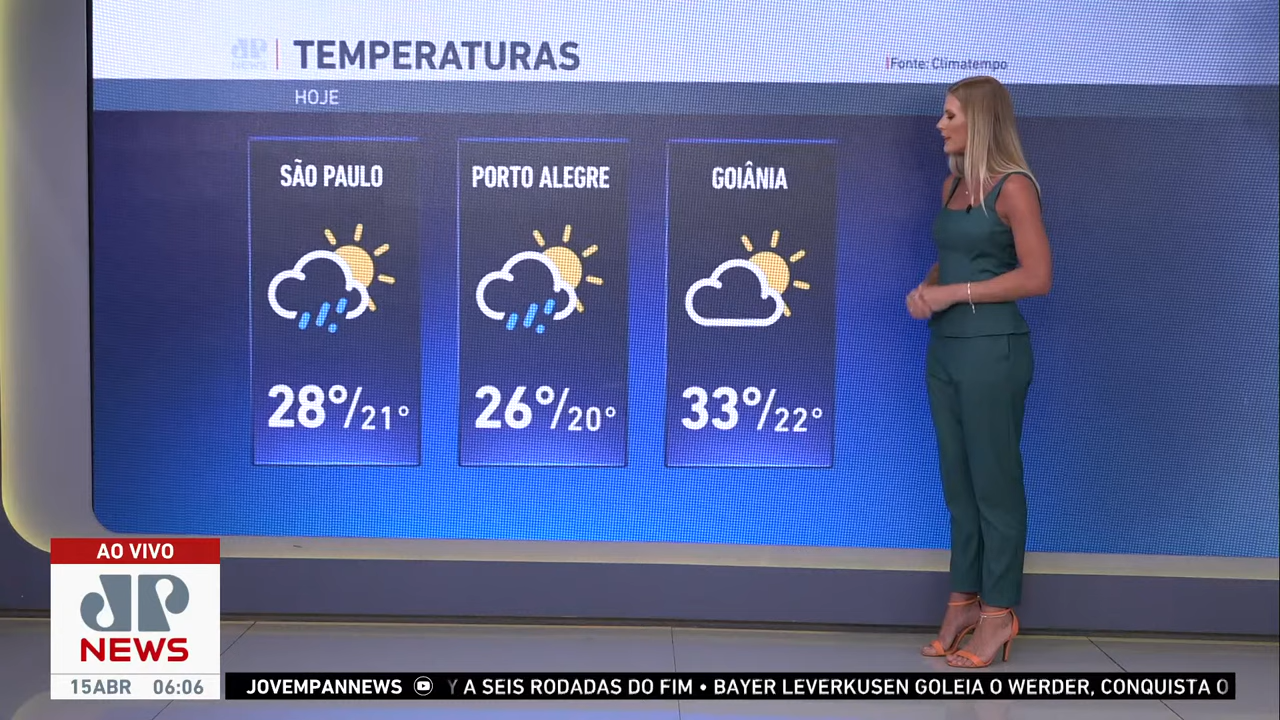 JP NEWS
TEMPERATURAS
Fonte: Climatempo
HOJE
SÃO PAULO
28°/21°
PORTO ALEGRE
26°/20°
GOIÂNIA
33°/22°
AO VIVO
JP
NEWS
15ABR 06:06
JOVEMPANNEWS Y A SEIS RODADAS DO FIM • BAYER LEVERKUSEN GOLEIA O WERDER, CONQUISTA O